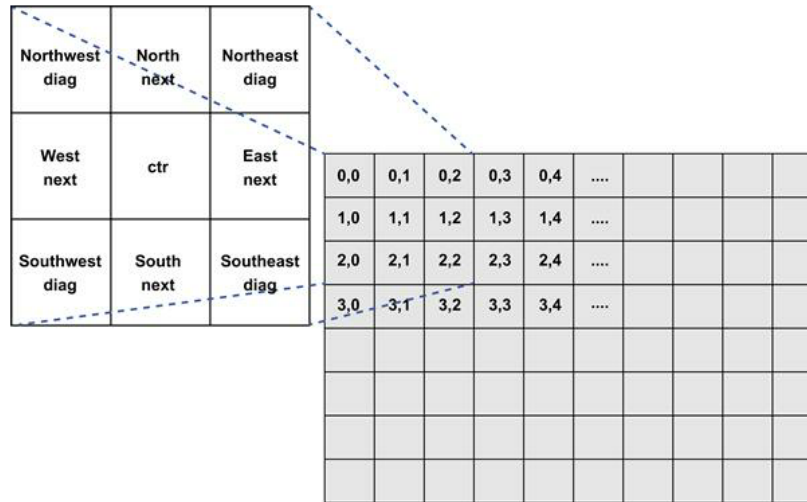 Northwest
diag
North
next
Northeast
diag
West
next
ctr
East
next
Southwest
diag
South
next
Southeast
diag
0,0 0,1 0,2 0,3 0,4 ....
1,0 1,1 1,2 1,3 1,4 ....
2,0 2,1 2,2 2,3 2,4 ....
3,0 3,1 3,2 3,3 3,4 ....